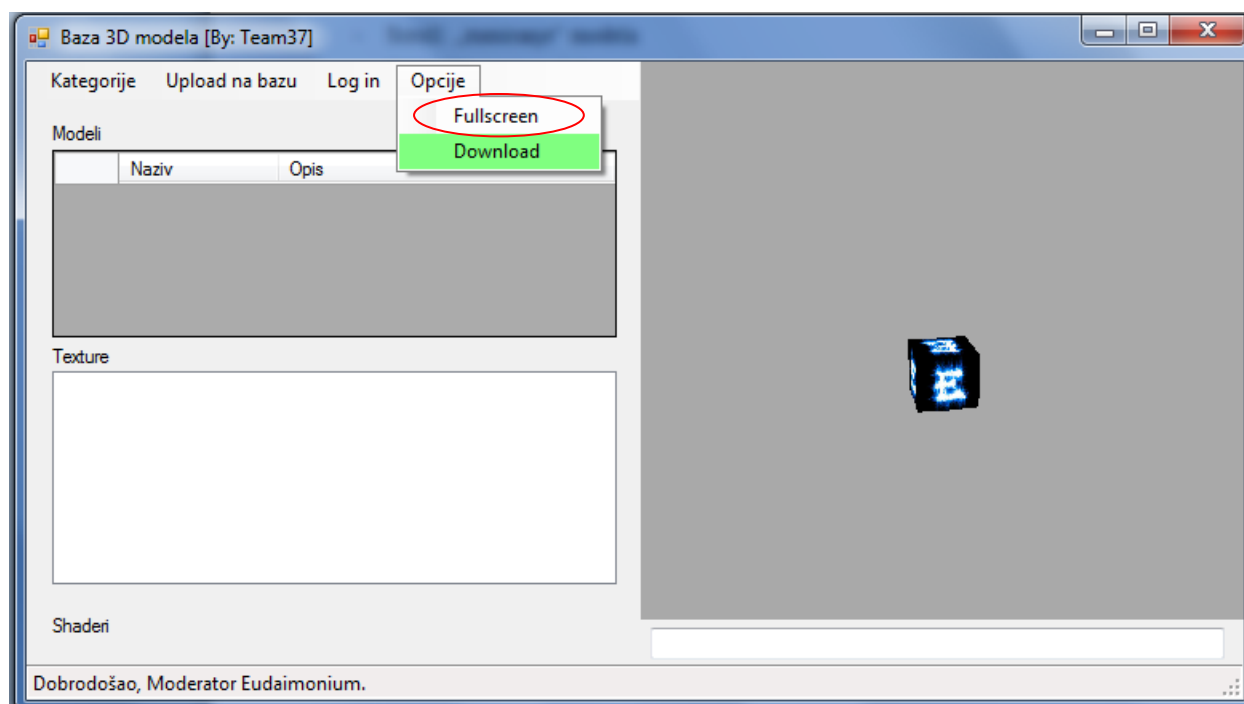 Baza 3D modela [By: Team37]
Kategorije Upload na bazu Log in Opcije
Fullscreen
Download
Modeli
Naziv Opis
Texture
E
Shaderi
Dobrodošao, Moderator Eudaimonium.